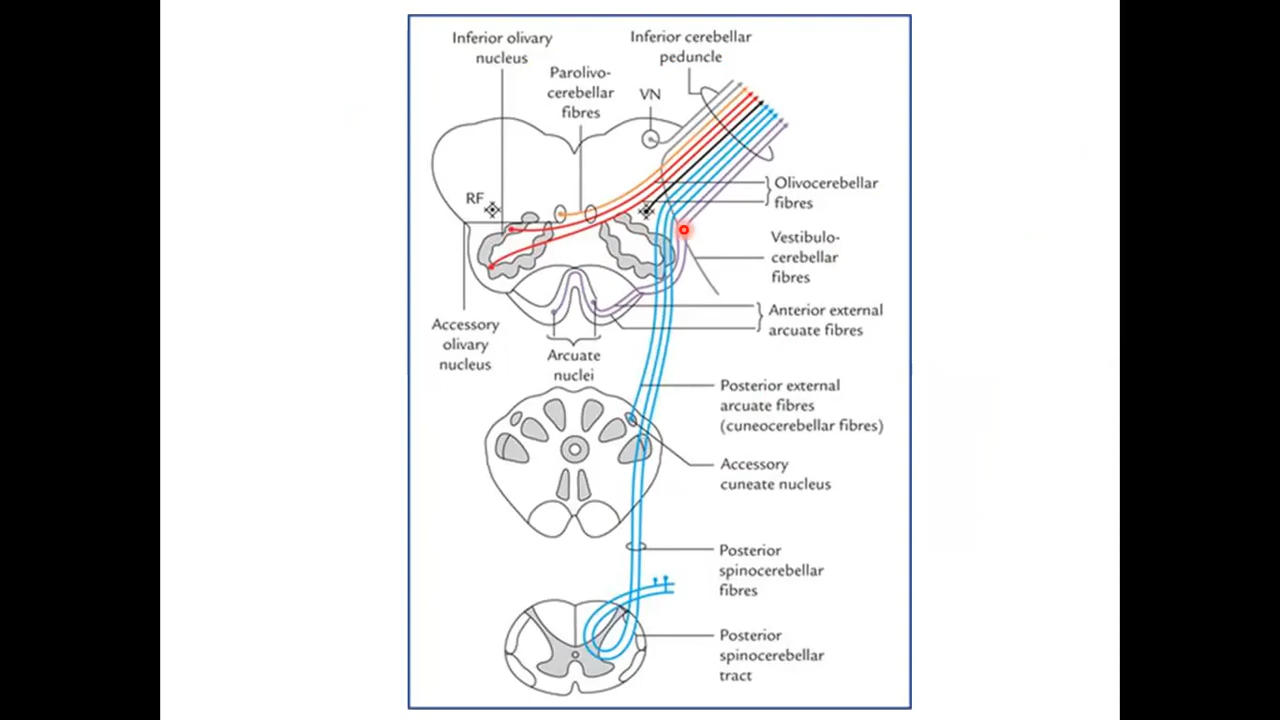 Inferior olivary
nucleus
Parolivo-
cerebellar
fibres
Inferior cerebellar
peduncle
VN
RF
Olivocerebellar
fibres
Vestibulo-
cerebellar
fibres
Anterior external
arcuate fibres
Accessory
olivary
nucleus
Arcuate
nuclei
Posterior external
arcuate fibres
(cuneocerebellar fibres)
Accessory
cuneate nucleus
Posterior
spinocerebellar
fibres
Posterior
spinocerebellar
tract